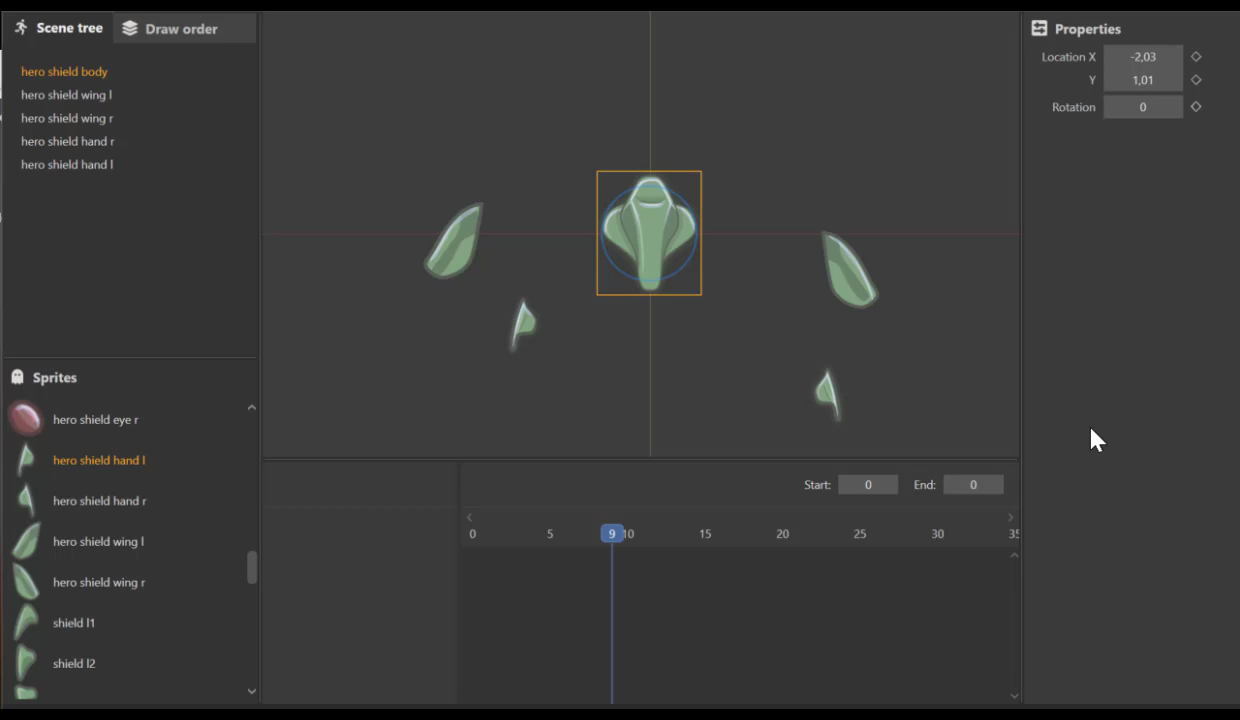 Scene tree
Draw order
hero shield body
hero shield wing l
hero shield wing r
hero shield hand r
hero shield hand l
Sprites
hero shield eye r
hero shield hand l
hero shield hand r
hero shield wing l
hero shield wing r
shield l1
shield l2
Start: 0 End: 0
0 5 9 10 15 20 25 30 35
Properties
Location X -2,03
Y 1,01
Rotation 0